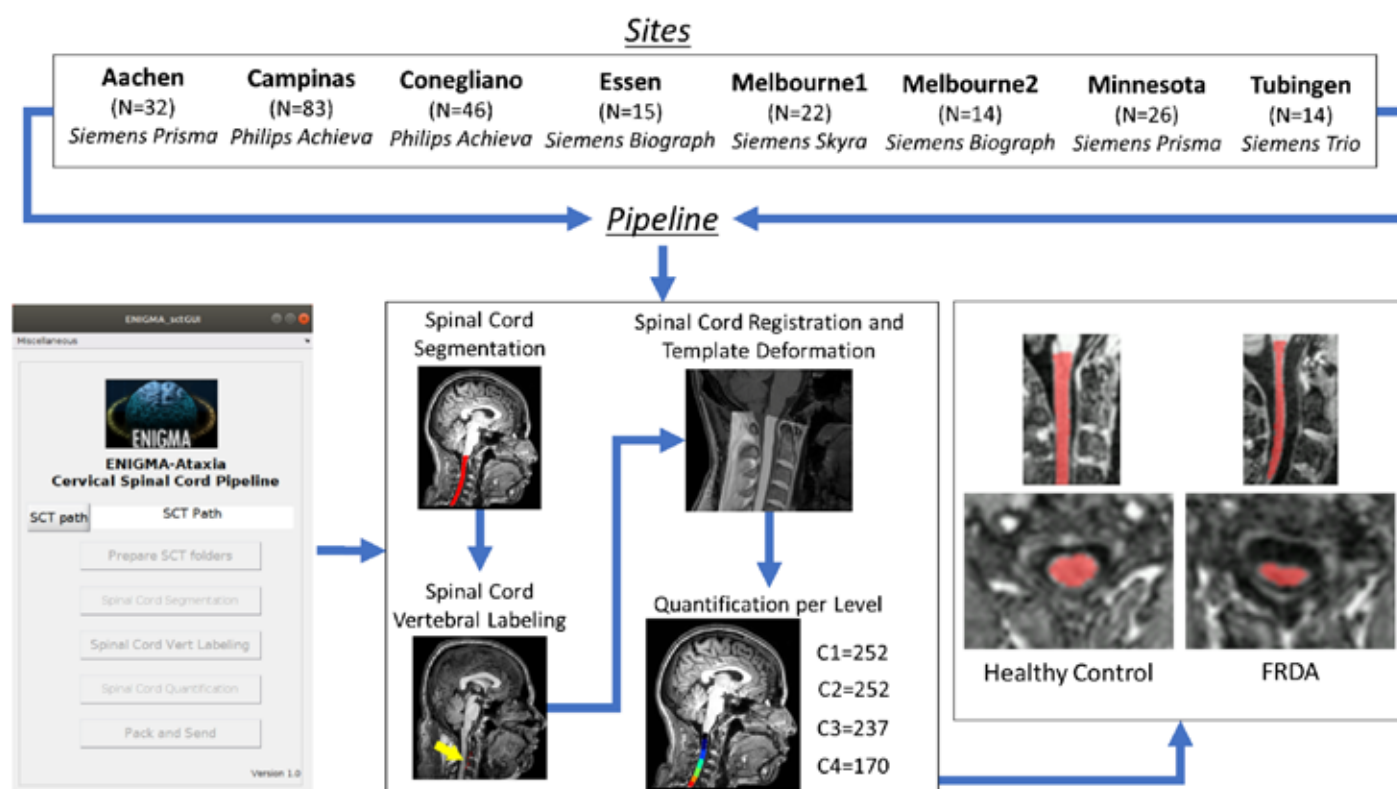 Sites
Aachen
(N=32)
Siemens Prisma
Campinas
(N=83)
Philips Achieva
Conegliano
(N=46)
Philips Achieva
Essen
(N=15)
Siemens Biograph
Melbourne1
(N=22)
Siemens Skyra
Melbourne2
(N=14)
Siemens Biograph
Minnesota
(N=26)
Siemens Prisma
Tubingen
(N=14)
Siemens Trio
Pipeline
ENIGMA_sctGUI
Miscellaneous
ENIGMA
ENIGMA-Ataxia
Cervical Spinal Cord Pipeline
SCT path
SCT Path
Prepare SCT folders
Spinal Cord Segmentation
Spinal Cord Vert Labeling
Spinal Cord Quantification
Pack and Send
Version 1.0
Spinal Cord
Segmentation
Spinal Cord
Vertebral Labeling
Spinal Cord Registration and
Template Deformation
Quantification per Level
C1=252
C2=252
C3=237
C4=170
Healthy Control
FRDA